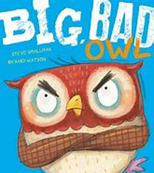 BIG, BAD
OWL
STEVE SMALLMAN
RICHARD WATSON